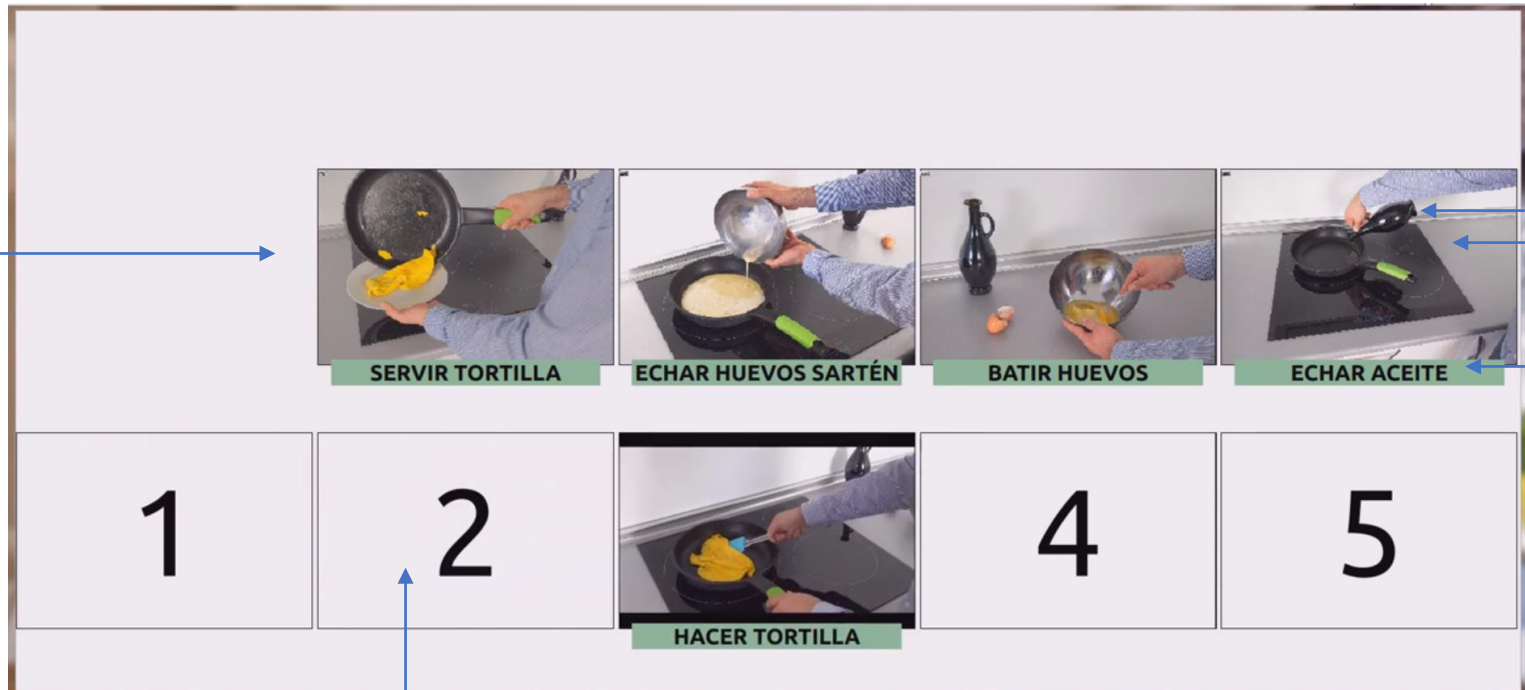 SERVIR TORTILLA
ECHAR HUEVOS SARTÉN
BATIR HUEVOS
ECHAR ACEITE
1
2
4
5
HACER TORTILLA